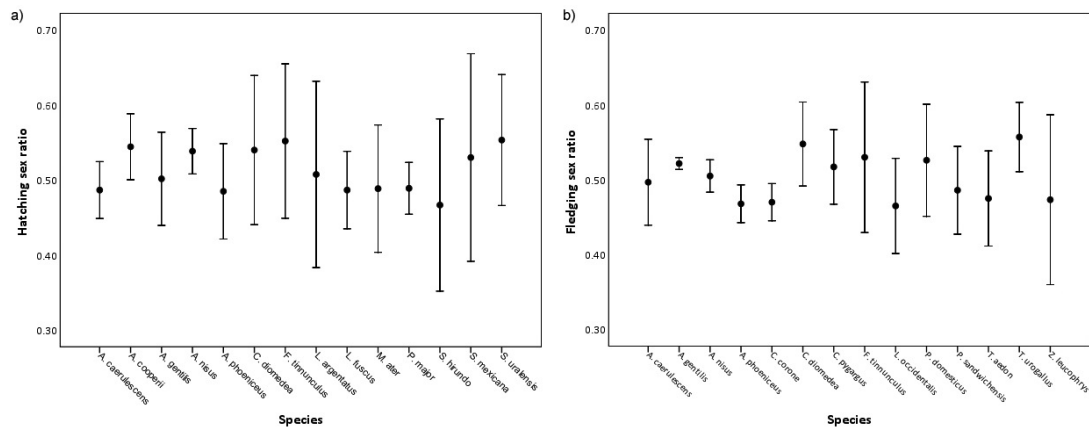 a)
0.70
0.60
0.50
0.40
0.30
Hatching sex ratio
A. caerulescens
A. cooperii
A. gentilis
A. nisus
A. phoeniceus
C. diomedea
F. tinnunculus
L. argentatus
L. fuscus
M. ater
P. major
S. hirundo
S. mexicana
S. uralensis
Species
b)
0.70
0.60
0.50
0.40
0.30
Fledging sex ratio
A. caerulescens
A. gentilis
A. nisus
A. phoeniceus
C. corone
C. diomedea
C. pygargus
F. tinnunculus
L. occidentalis
P. domesticus
P. sandwichensis
T. aedon
T. urogallus
Z. leucophrys
Species